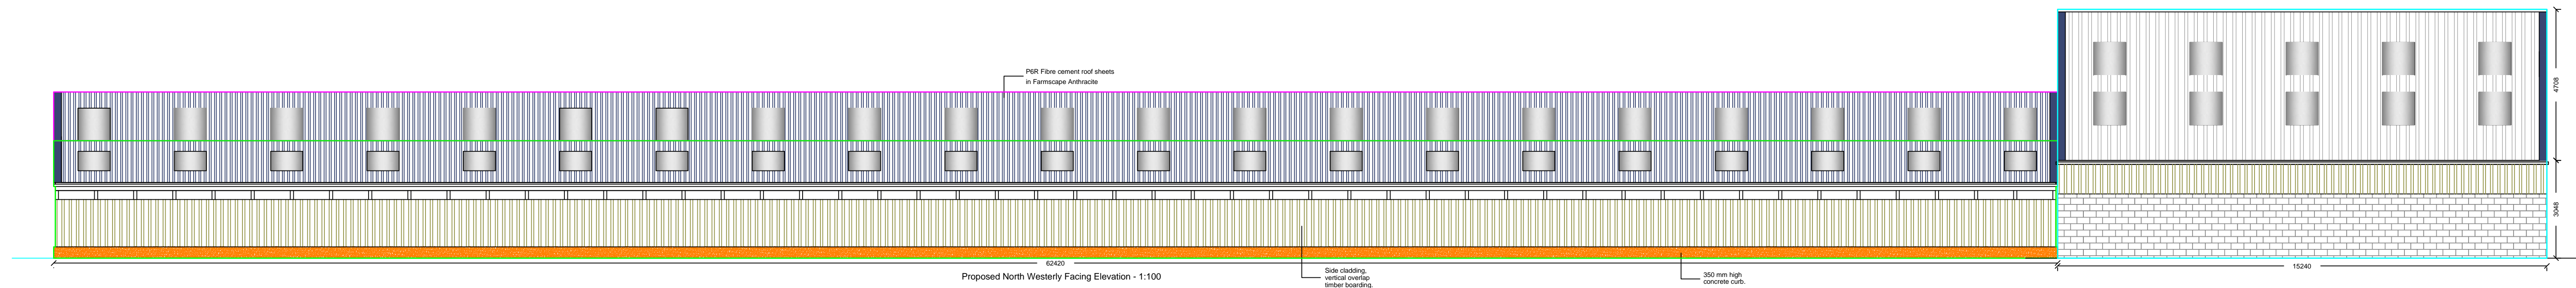 P6R Fibre cement roof sheets
in Farmscape Anthracite
4708
3048
62420
15240
Proposed North Westerly Facing Elevation - 1:100
Side cladding,
vertical overlap
timber boarding.
350 mm high
concrete curb.